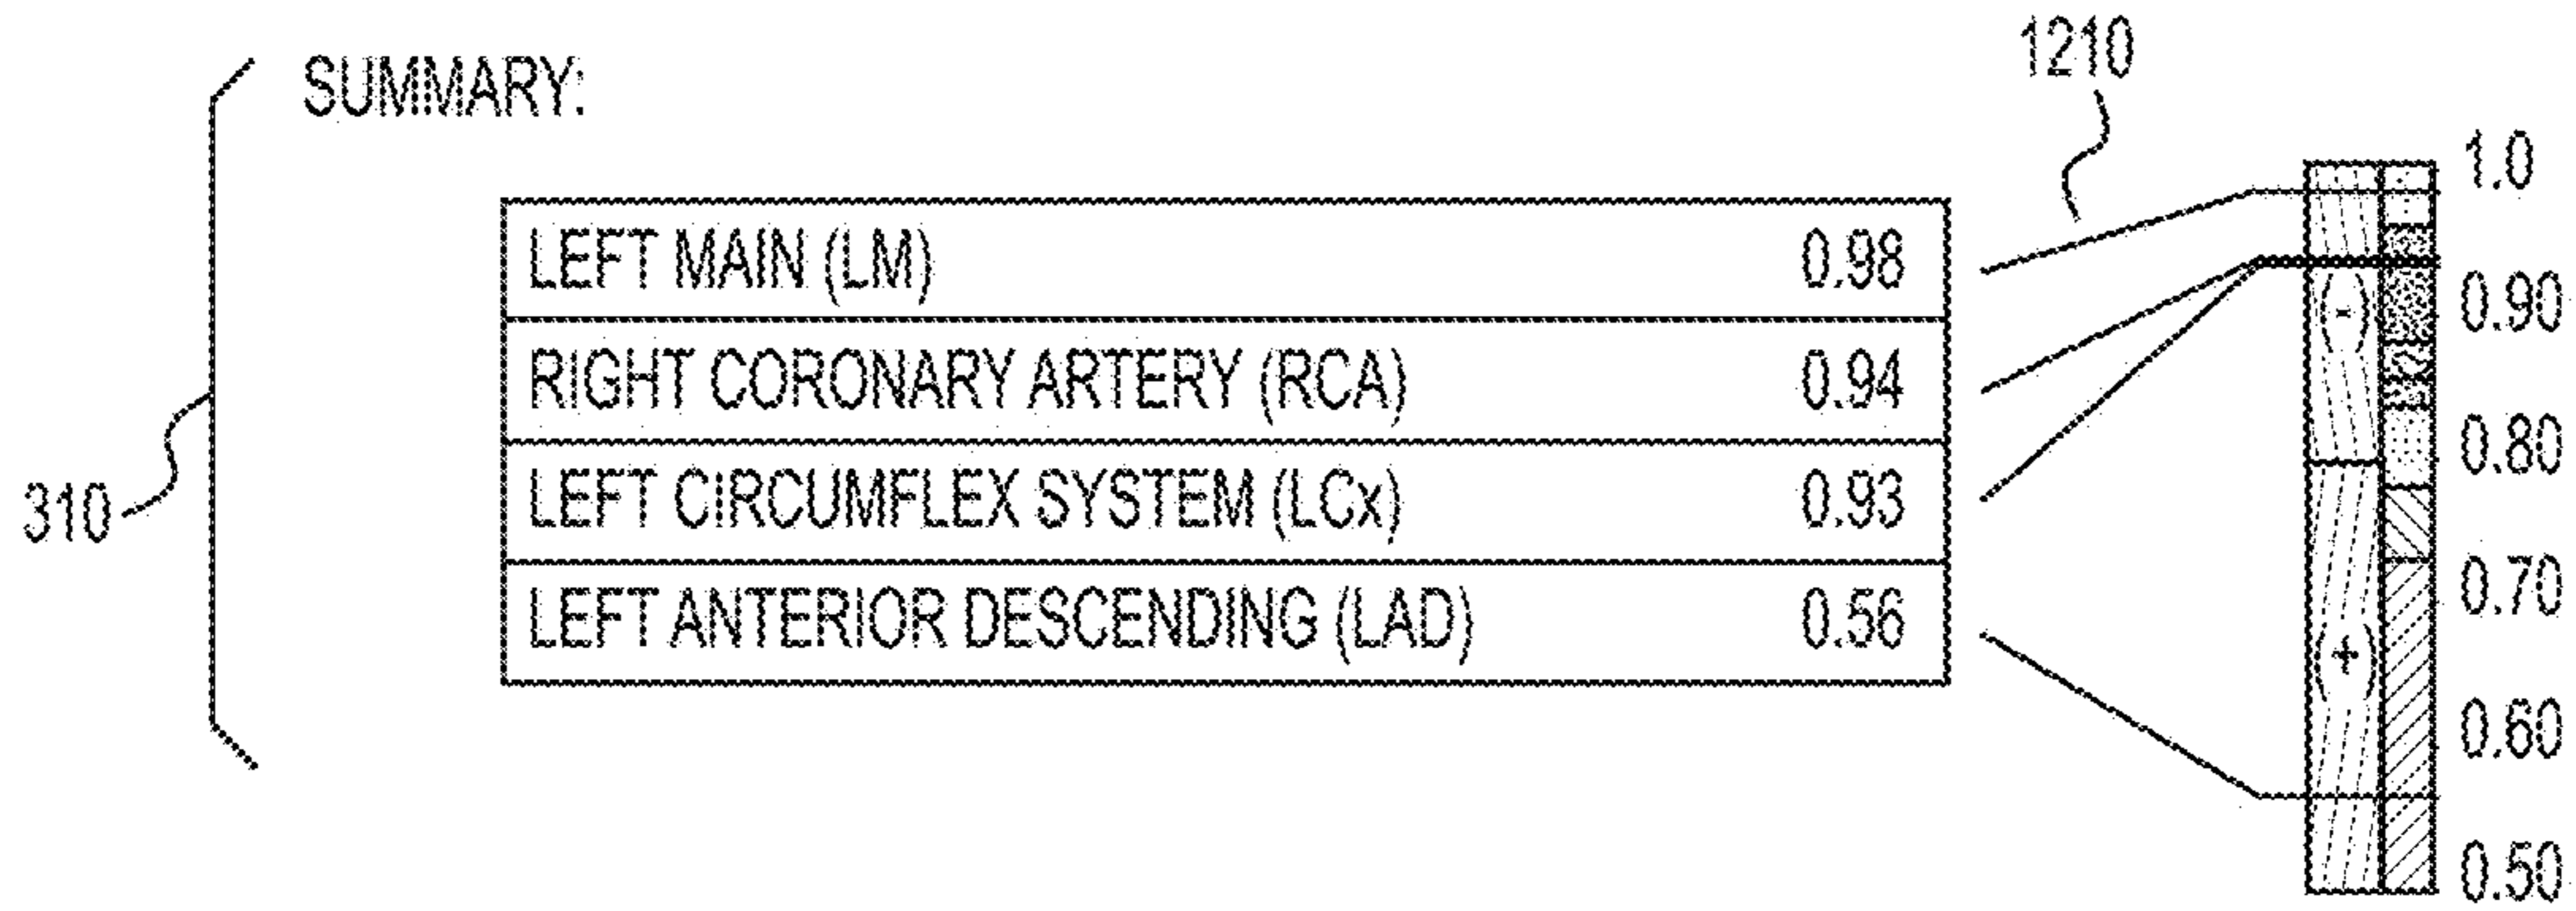 1210
SUMMARY:
1.0
LEFT MAIN (LM) 0.98
0.90
(-)
RIGHT CORONARY ARTERY (RCA) 0.94
0.80
LEFT CIRCUMFLEX SYSTEM (LCx) 0.93
310
0.70
LEFT ANTERIOR DESCENDING (LAD) 0.56
(+)
0.60
0.50